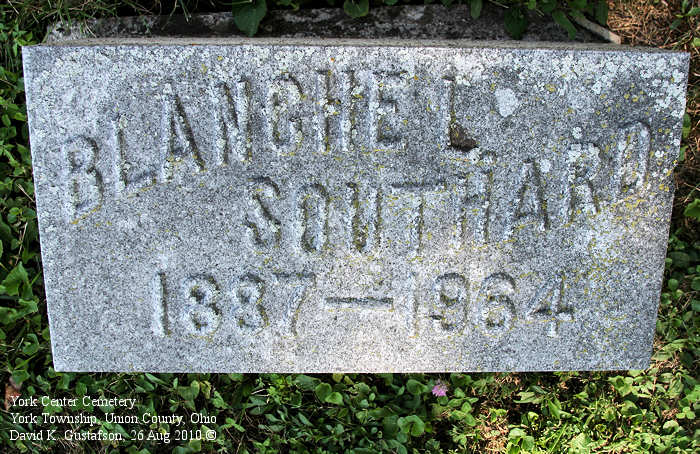 BLANCHE L.
SOUTHARD
1887-1964
York Center Cemetery
York Township, Union County, Ohio
David K. Gustafson, 26 Aug 2010 ©